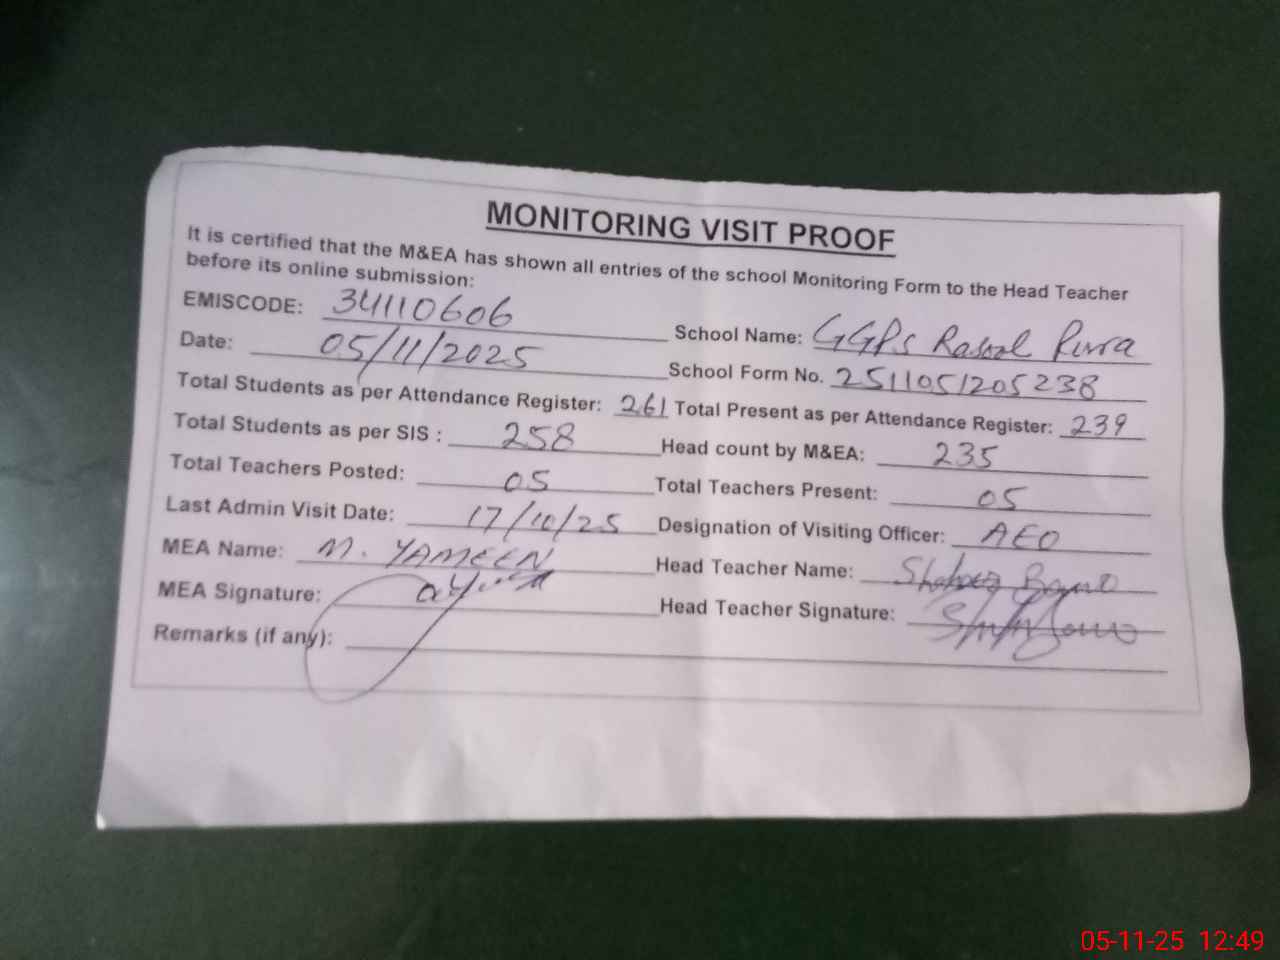 MONITORING VISIT PROOF
It is certified that the M&EA has shown all entries of the school Monitoring Form to the Head Teacher
before its online submission:
EMISCODE: 34110606 School Name: GGPS Rasool Pura
Date: 05/11/2025 School Form No. 2511051205238
Total Students as per Attendance Register: 261 Total Present as per Attendance Register: 239
Total Students as per SIS : 258 Head count by M&EA: 235
Total Teachers Posted: 05 Total Teachers Present: 05
Last Admin Visit Date: 17/10/25 Designation of Visiting Officer: AEO
MEA Name: M. YAMEEN Head Teacher Name: Bano
MEA Signature: Head Teacher Signature:
Remarks (if any):
05-11-25 12:49